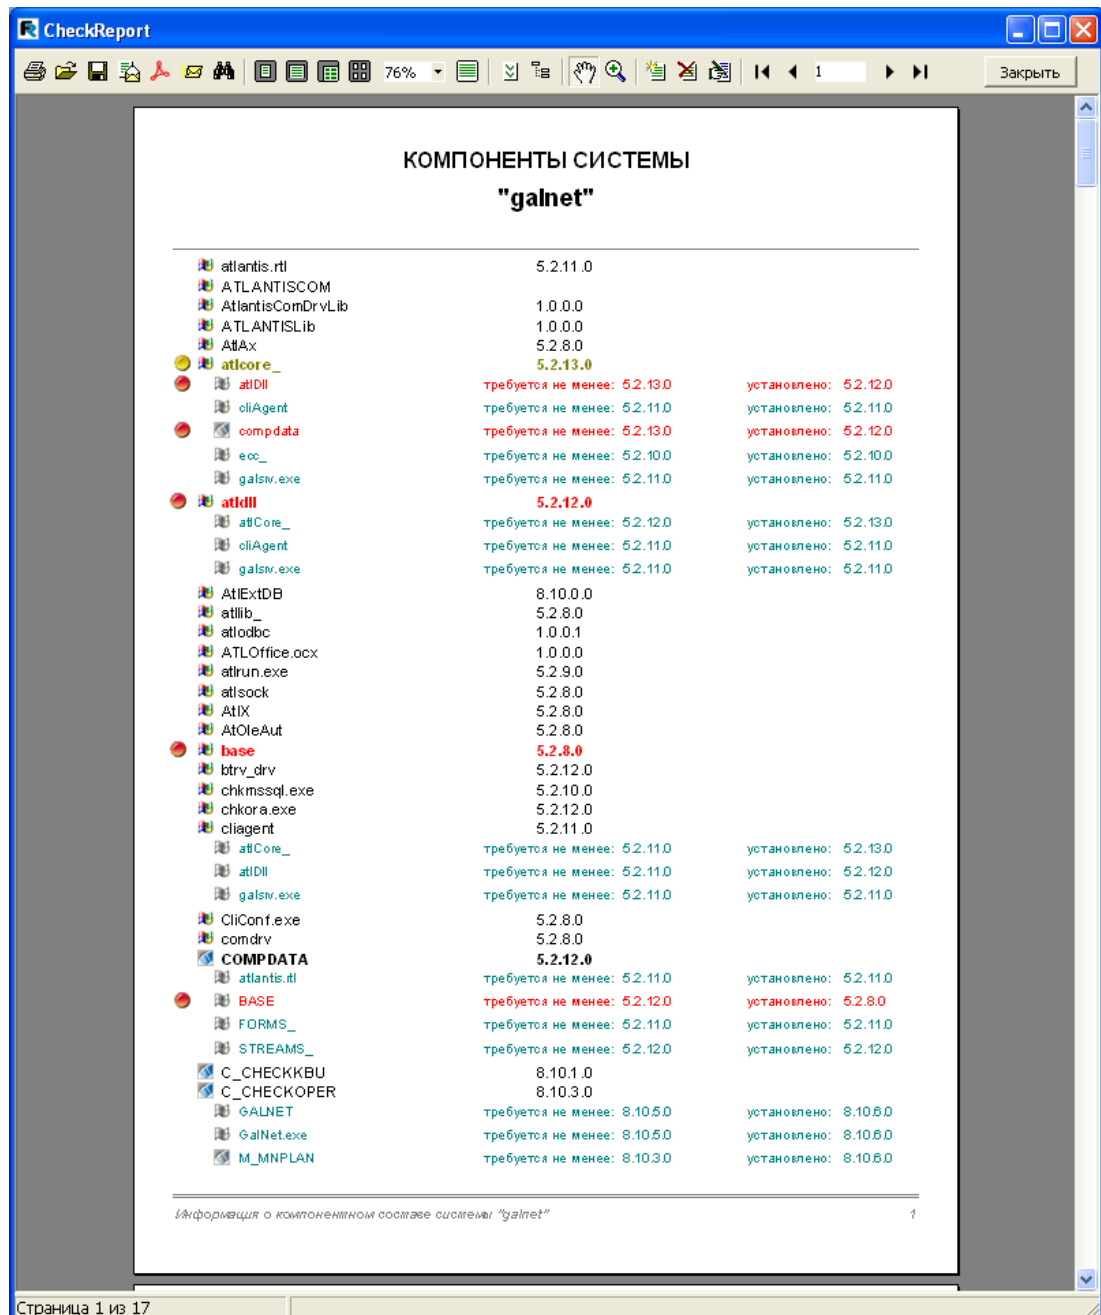 CheckReport
76% 1 Закрыть
КОМПОНЕНТЫ СИСТЕМЫ
"galnet"
atlantis.rtl 5.2.11.0
ATLANTISCOM
AtlantisComDrvLib 1.0.0.0
ATLANTISLib 1.0.0.0
AtlAx 5.2.8.0
atlcore_ 5.2.13.0
atlDll требуется не менее: 5.2.13.0 установлено: 5.2.12.0
cliAgent требуется не менее: 5.2.11.0 установлено: 5.2.11.0
compdata требуется не менее: 5.2.13.0 установлено: 5.2.12.0
ecc_ требуется не менее: 5.2.10.0 установлено: 5.2.10.0
galsrv.exe требуется не менее: 5.2.11.0 установлено: 5.2.11.0
atldll 5.2.12.0
atlCore_ требуется не менее: 5.2.12.0 установлено: 5.2.13.0
cliAgent требуется не менее: 5.2.11.0 установлено: 5.2.11.0
galsrv.exe требуется не менее: 5.2.11.0 установлено: 5.2.11.0
AtlExtDB 8.10.0.0
atllib_ 5.2.8.0
atlodbc 1.0.0.1
ATLOffice.ocx 1.0.0.0
atlrun.exe 5.2.9.0
atlsock 5.2.8.0
AtlX 5.2.8.0
AtOleAut 5.2.8.0
base 5.2.8.0
btrv_drv 5.2.12.0
chkmssql.exe 5.2.10.0
chkora.exe 5.2.12.0
cliagent 5.2.11.0
atlCore_ требуется не менее: 5.2.11.0 установлено: 5.2.13.0
atlDll требуется не менее: 5.2.11.0 установлено: 5.2.12.0
galsrv.exe требуется не менее: 5.2.11.0 установлено: 5.2.11.0
CliConf.exe 5.2.8.0
comdrv 5.2.8.0
COMPDATA 5.2.12.0
atlantis.rtl требуется не менее: 5.2.11.0 установлено: 5.2.11.0
BASE требуется не менее: 5.2.12.0 установлено: 5.2.8.0
FORMS_ требуется не менее: 5.2.11.0 установлено: 5.2.11.0
STREAMS_ требуется не менее: 5.2.12.0 установлено: 5.2.12.0
C_CHECKKBU 8.10.1.0
C_CHECKOPER 8.10.3.0
GALNET требуется не менее: 8.10.5.0 установлено: 8.10.6.0
GalNet.exe требуется не менее: 8.10.5.0 установлено: 8.10.6.0
M_MNPLAN требуется не менее: 8.10.3.0 установлено: 8.10.6.0
Информация о компонентном составе системы "galnet" 1
Страница 1 из 17